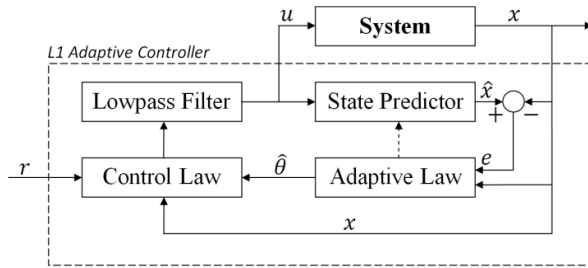 u
System
x
L1 Adaptive Controller
Lowpass Filter
State Predictor
x̂
+
−
r
Control Law
θ̂
Adaptive Law
e
x